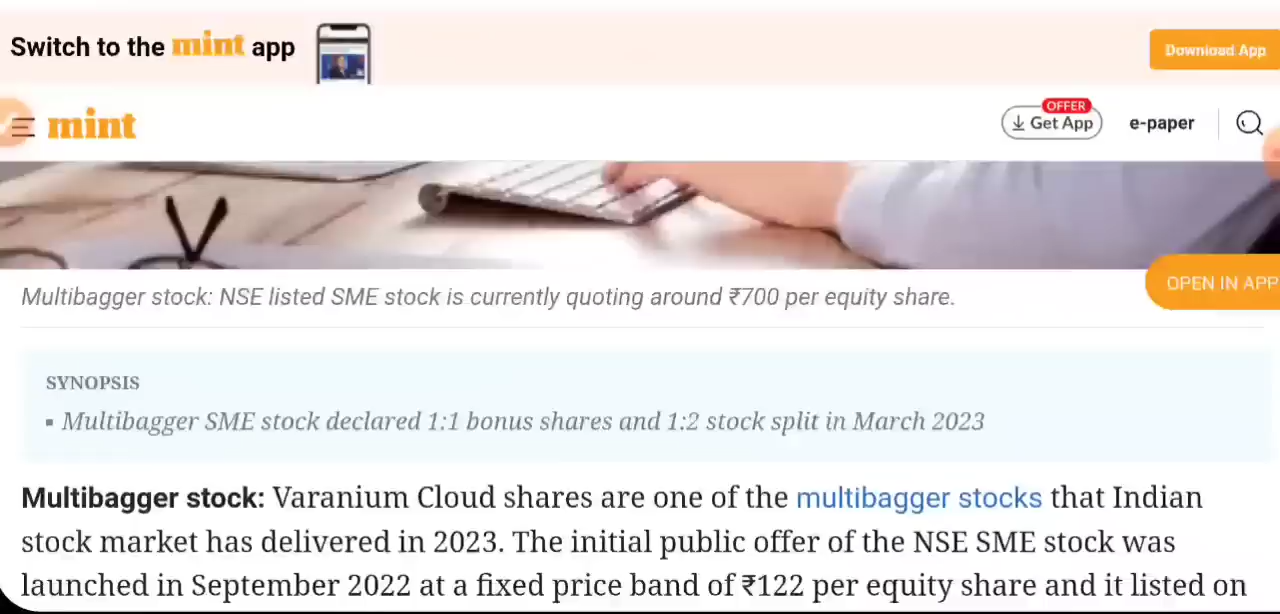 Switch to the mint app
Download App
mint
OFFER
Get App
e-paper
Multibagger stock: NSE listed SME stock is currently quoting around ₹700 per equity share.
OPEN IN APP
SYNOPSIS
▪ Multibagger SME stock declared 1:1 bonus shares and 1:2 stock split in March 2023
Multibagger stock: Varanium Cloud shares are one of the multibagger stocks that Indian
stock market has delivered in 2023. The initial public offer of the NSE SME stock was
launched in September 2022 at a fixed price band of ₹122 per equity share and it listed on